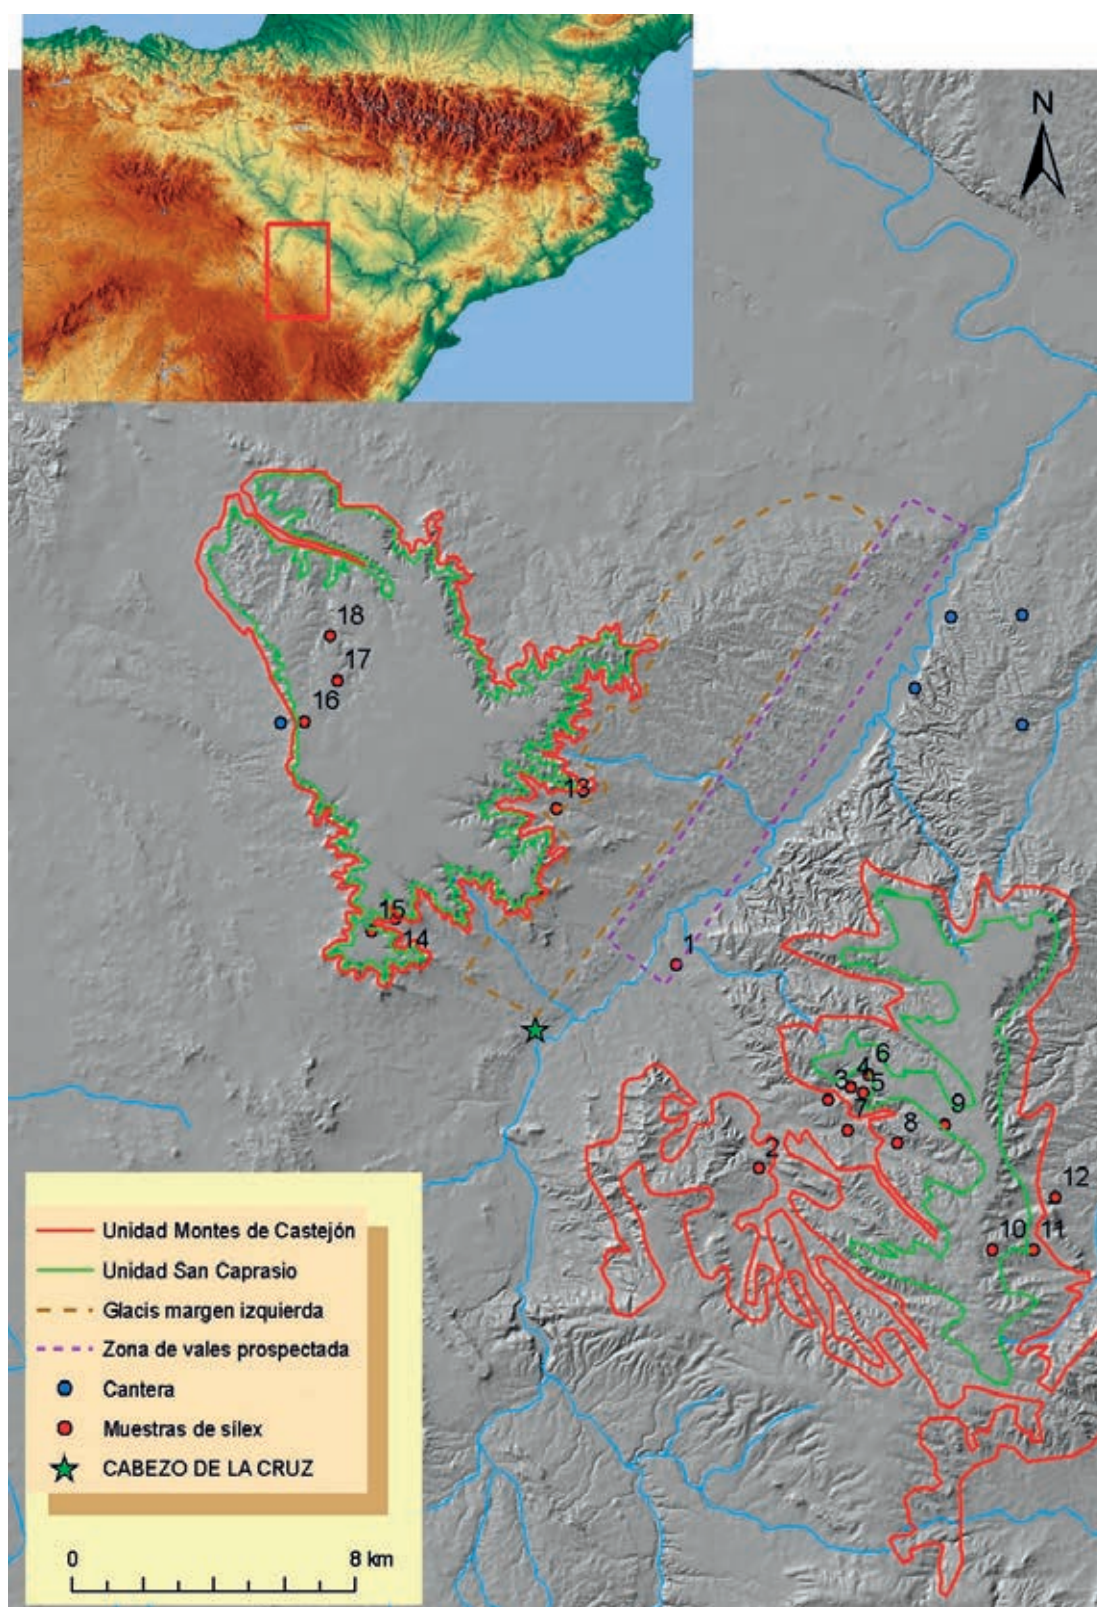 N
18
17
16
13
15
14
1
6
4
3
5
7
9
8
2
12
10
11
Unidad Montes de Castejón
Unidad San Caprasio
Glacis margen izquierda
Zona de vales prospectada
Cantera
Muestras de sílex
CABEZO DE LA CRUZ
0
8 km